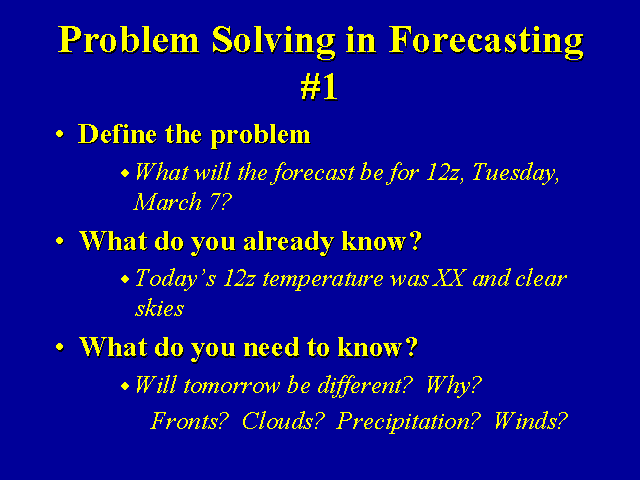 Problem Solving in Forecasting
#1
• Define the problem
◆ What will the forecast be for 12z, Tuesday,
March 7?
• What do you already know?
◆ Today’s 12z temperature was XX and clear
skies
• What do you need to know?
◆ Will tomorrow be different?  Why?
Fronts?  Clouds?  Precipitation?  Winds?